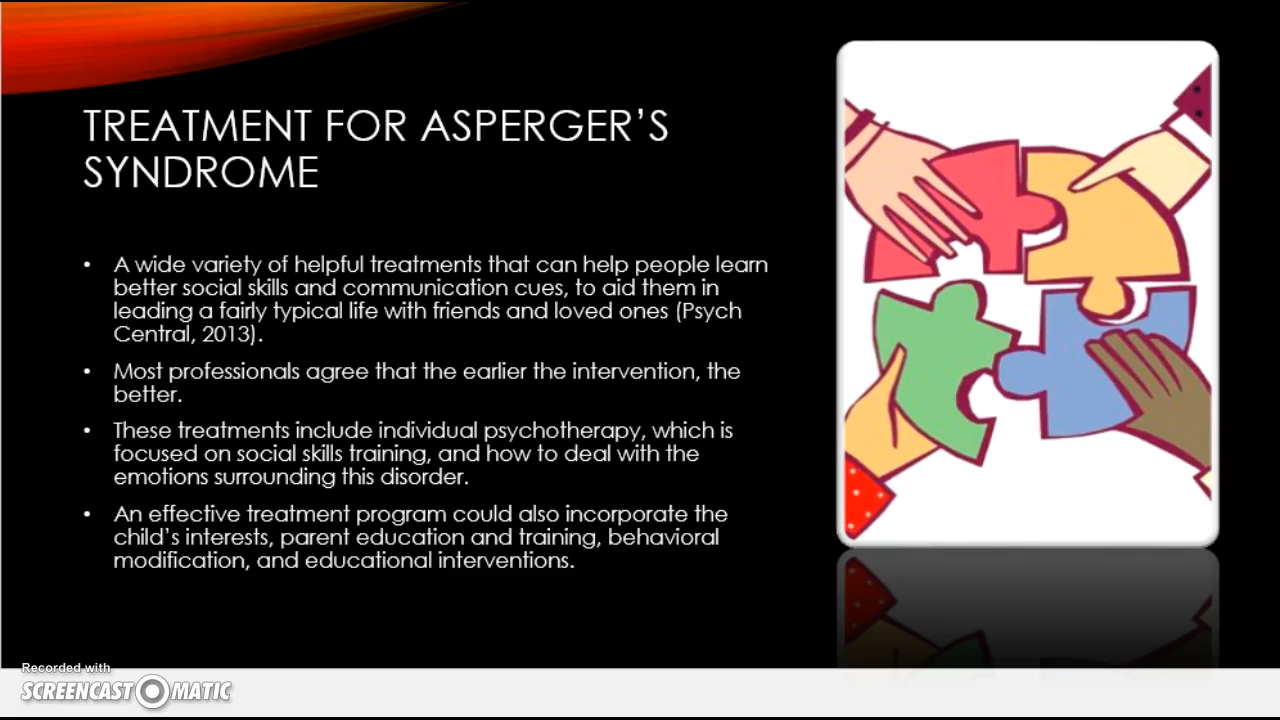 TREATMENT FOR ASPERGER'S
SYNDROME
• A wide variety of helpful treatments that can help people learn
better social skills and communication cues, to aid them in
leading a fairly typical life with friends and loved ones (Psych
Central, 2013).
• Most professionals agree that the earlier the intervention, the
better.
• These treatments include individual psychotherapy, which is
focused on social skills training, and how to deal with the
emotions surrounding this disorder.
• An effective treatment program could also incorporate the
child's interests, parent education and training, behavioral
modification, and educational interventions.
Recorded with
SCREENCAST O MATIC